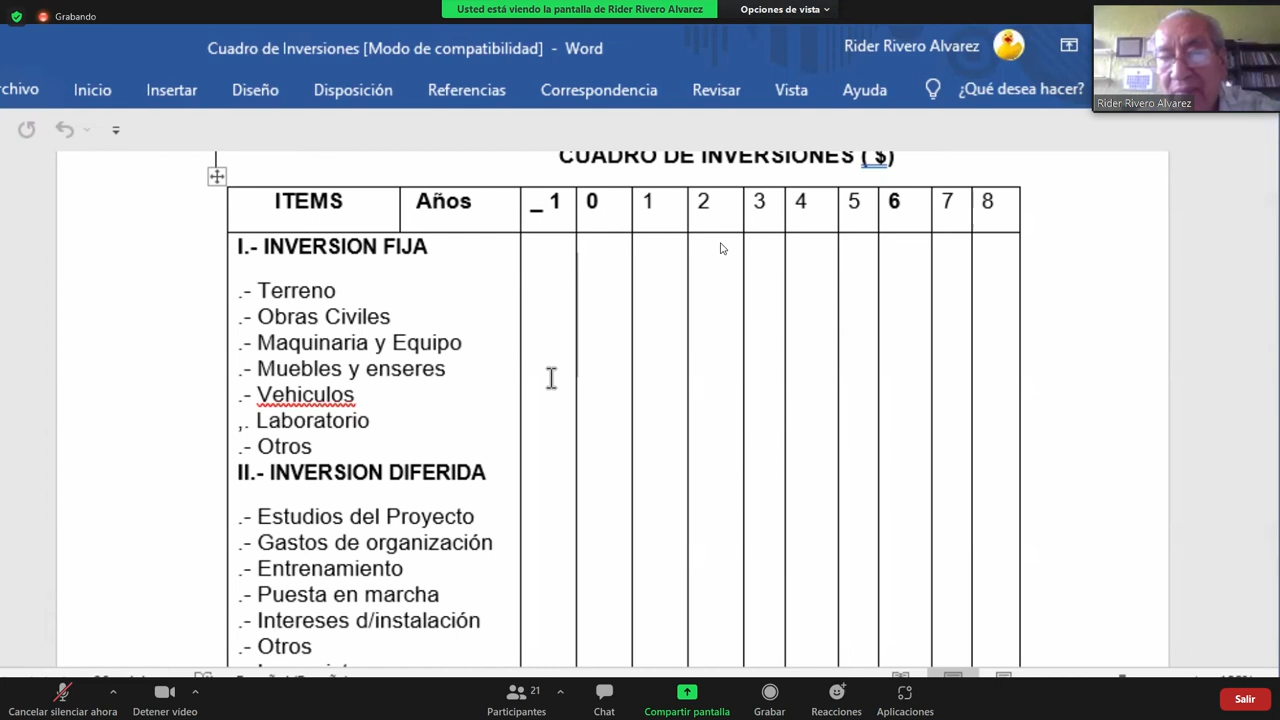 Grabando
Usted está viendo la pantalla de Rider Rivero Alvarez
Opciones de vista
Cuadro de Inversiones [Modo de compatibilidad] - Word
Rider Rivero Alvarez
Rider Rivero Alvarez
rchivo Inicio Insertar Diseño Disposición Referencias Correspondencia Revisar Vista Ayuda ¿Qué desea hacer?
CUADRO DE INVERSIONES ( $)
ITEMS Años _ 1 0 1 2 3 4 5 6 7 8
I.- INVERSION FIJA
.- Terreno
.- Obras Civiles
.- Maquinaria y Equipo
.- Muebles y enseres
.- Vehiculos
,. Laboratorio
.- Otros
II.- INVERSION DIFERIDA
.- Estudios del Proyecto
.- Gastos de organización
.- Entrenamiento
.- Puesta en marcha
.- Intereses d/instalación
.- Otros
Cancelar silenciar ahora
Detener video
21
Participantes
Chat
Compartir pantalla
Grabar
Reacciones
Aplicaciones
Salir